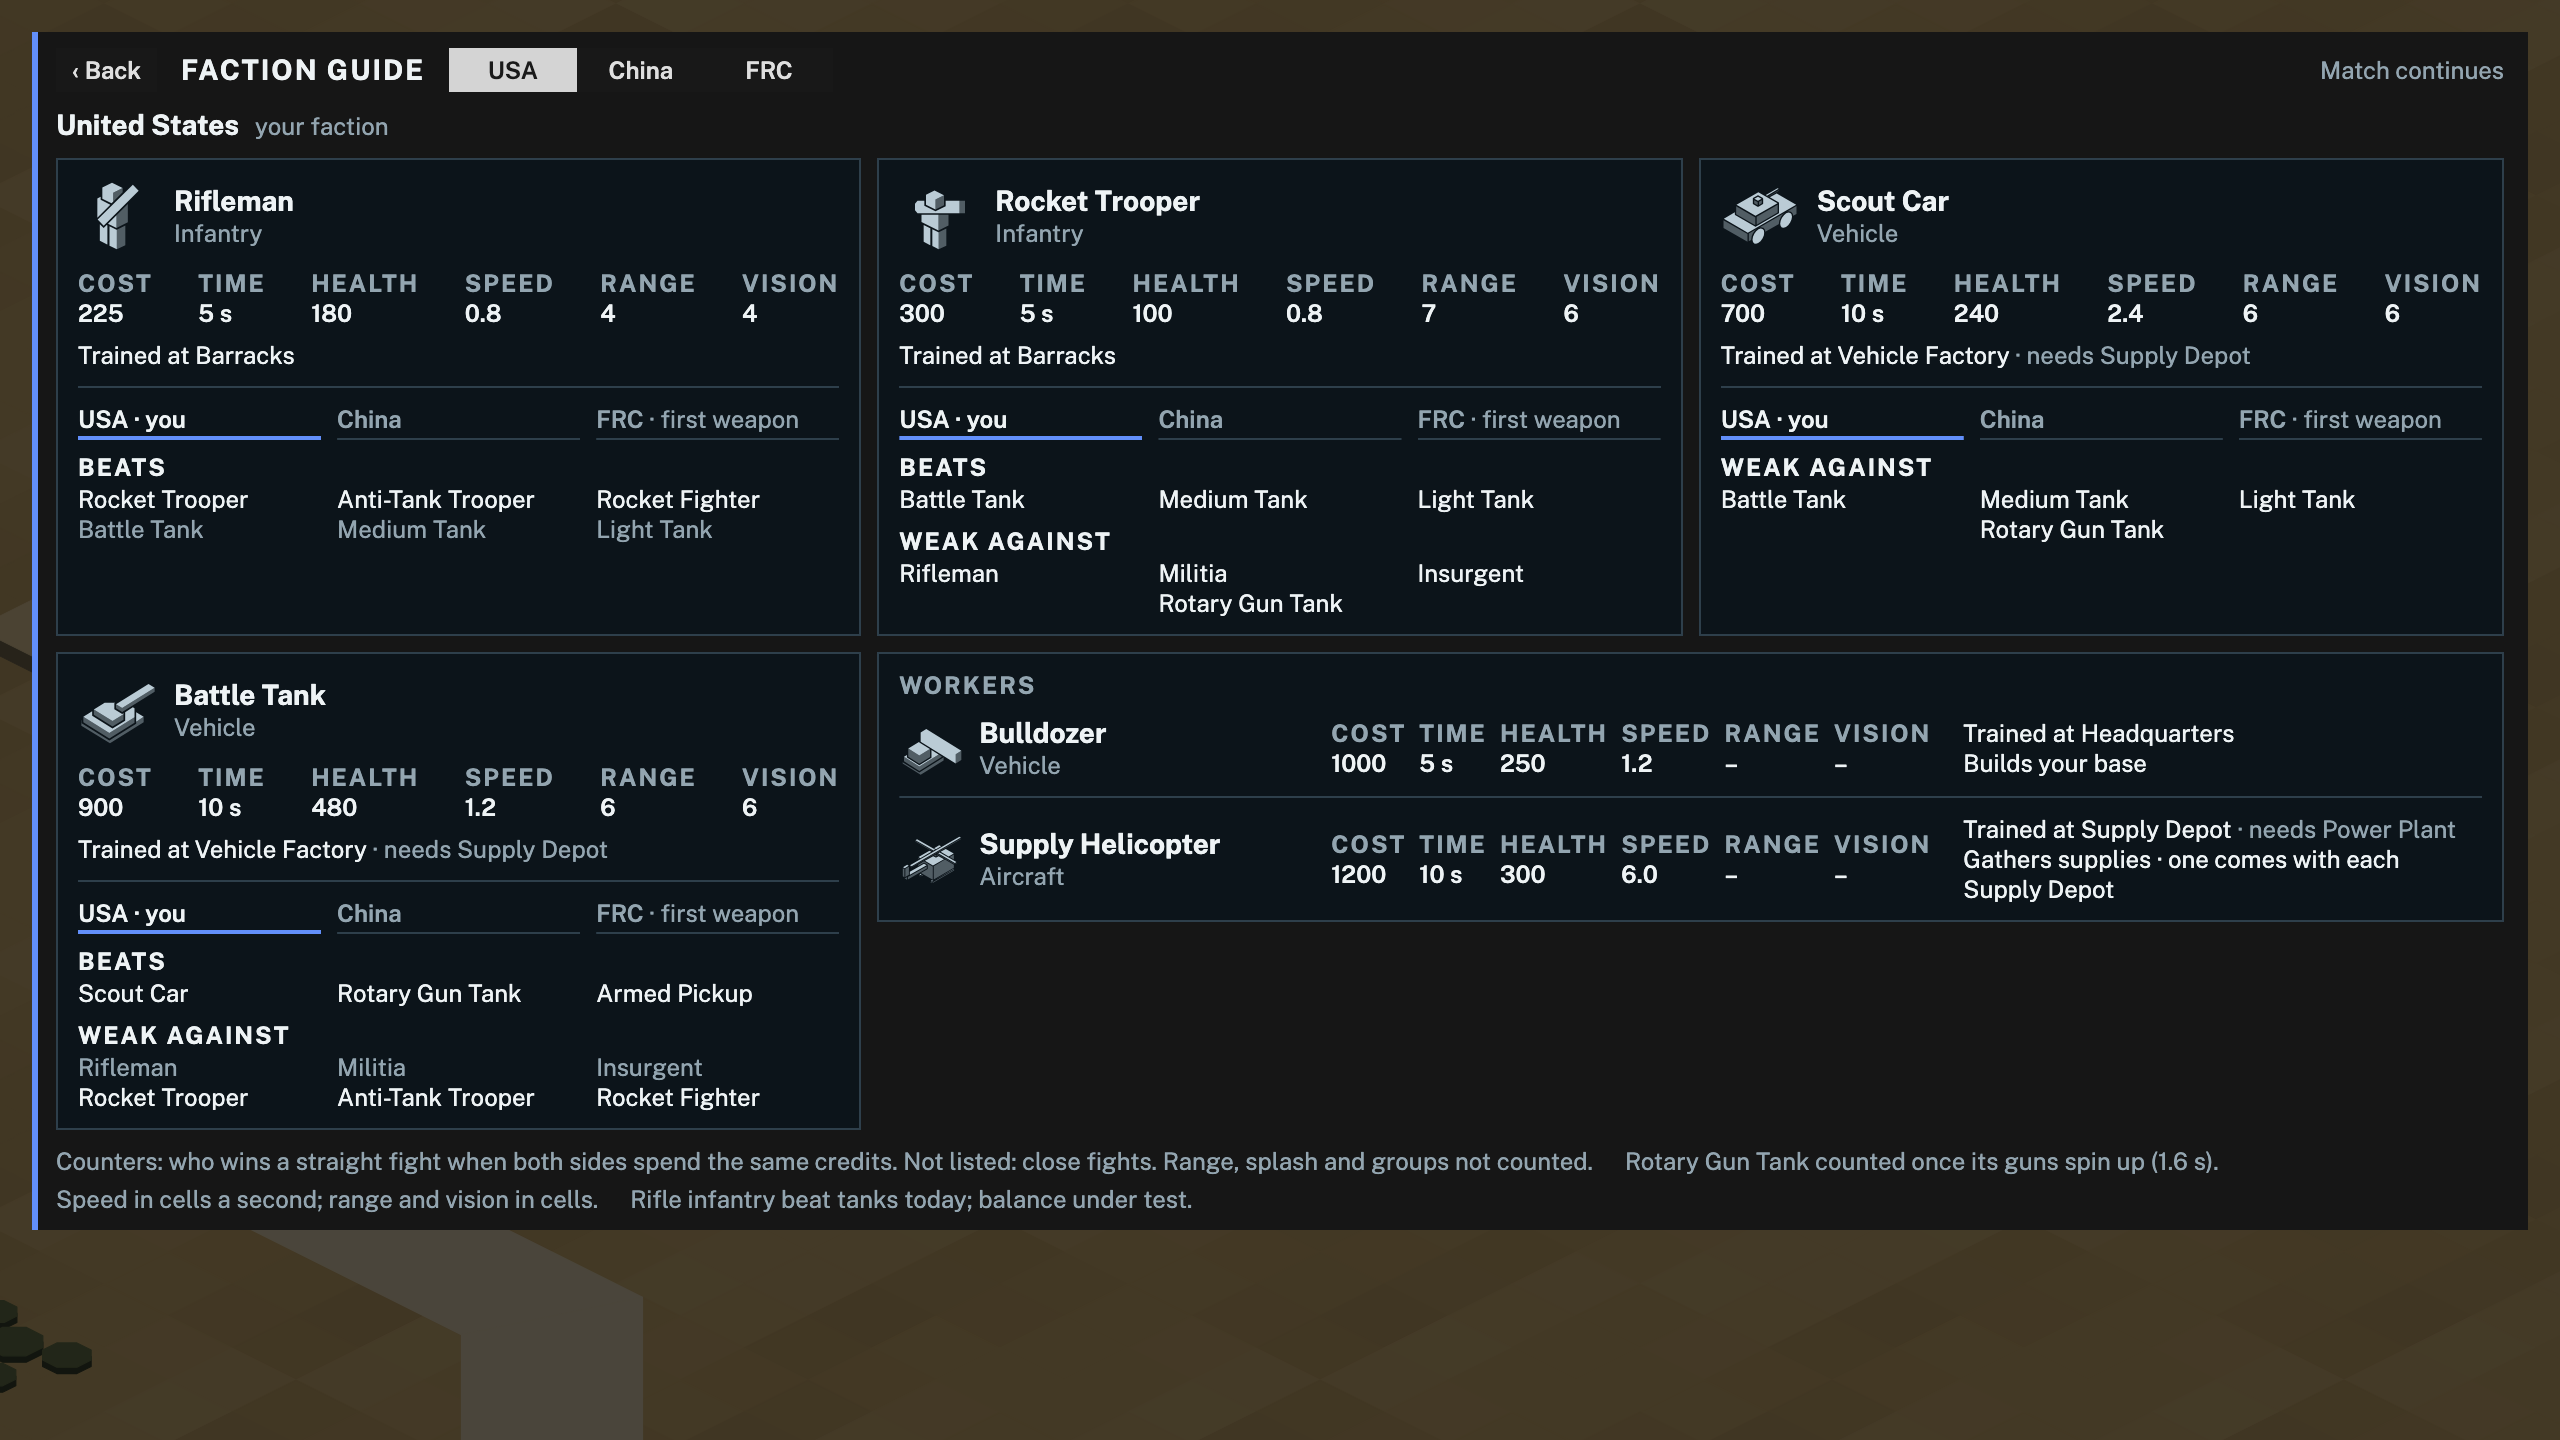 ‹ Back FACTION GUIDE USA China FRC Match continues
United States your faction
Rifleman
Infantry
COST TIME HEALTH SPEED RANGE VISION
225 5 s 180 0.8 4 4
Trained at Barracks
USA · you China FRC · first weapon
BEATS
Rocket Trooper Anti-Tank Trooper Rocket Fighter
Battle Tank Medium Tank Light Tank
Rocket Trooper
Infantry
COST TIME HEALTH SPEED RANGE VISION
300 5 s 100 0.8 7 6
Trained at Barracks
USA · you China FRC · first weapon
BEATS
Battle Tank Medium Tank Light Tank
WEAK AGAINST
Rifleman Militia Insurgent
Rotary Gun Tank
Scout Car
Vehicle
COST TIME HEALTH SPEED RANGE VISION
700 10 s 240 2.4 6 6
Trained at Vehicle Factory · needs Supply Depot
USA · you China FRC · first weapon
WEAK AGAINST
Battle Tank Medium Tank Light Tank
Rotary Gun Tank
Battle Tank
Vehicle
COST TIME HEALTH SPEED RANGE VISION
900 10 s 480 1.2 6 6
Trained at Vehicle Factory · needs Supply Depot
USA · you China FRC · first weapon
BEATS
Scout Car Rotary Gun Tank Armed Pickup
WEAK AGAINST
Rifleman Militia Insurgent
Rocket Trooper Anti-Tank Trooper Rocket Fighter
WORKERS
Bulldozer COST TIME HEALTH SPEED RANGE VISION Trained at Headquarters
Vehicle 1000 5 s 250 1.2 – – Builds your base
Trained at Supply Depot · needs Power Plant
Supply Helicopter COST TIME HEALTH SPEED RANGE VISION Gathers supplies · one comes with each
Aircraft 1200 10 s 300 6.0 – – Supply Depot
Counters: who wins a straight fight when both sides spend the same credits. Not listed: close fights. Range, splash and groups not counted. Rotary Gun Tank counted once its guns spin up (1.6 s).
Speed in cells a second; range and vision in cells. Rifle infantry beat tanks today; balance under test.